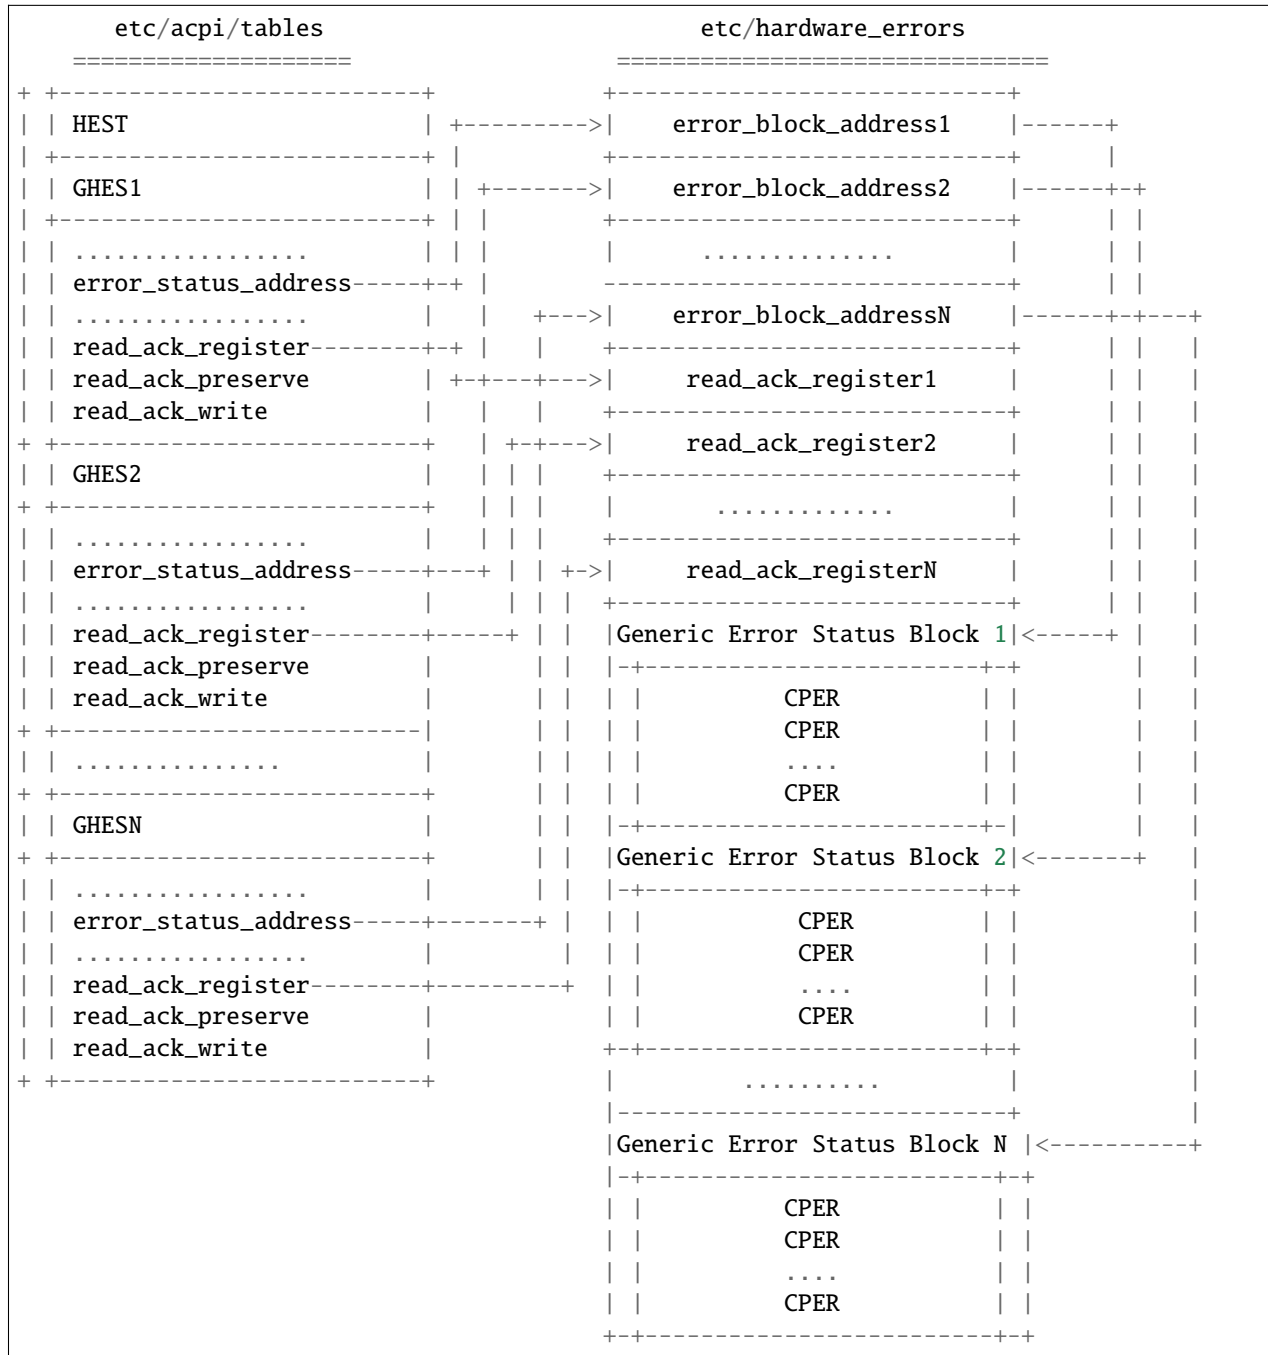 etc/acpi/tables                           etc/hardware_errors
   ====================                   ===============================
+ +--------------------------+            +----------------------------+
| | HEST                     | +--------->|    error_block_address1    |------+
| +--------------------------+ |          +----------------------------+      |
| | GHES1                    | | +------->|    error_block_address2    |------+-+
| +--------------------------+ | |        +----------------------------+      | |
| | .................        | | |        |      ..............        |      | |
| | error_status_address-----+-+ |        -----------------------------+      | |
| | .................        |   |   +--->|    error_block_addressN    |------+-+---+
| | read_ack_register--------+-+ |   |    +----------------------------+      | |   |
| | read_ack_preserve        | +-+---+--->|     read_ack_register1     |      | |   |
| | read_ack_write           |   |   |    +----------------------------+      | |   |
+ +--------------------------+   | +-+--->|     read_ack_register2     |      | |   |
| | GHES2                    |   | | |    +----------------------------+      | |   |
+ +--------------------------+   | | |    |       .............        |      | |   |
| | .................        |   | | |    +----------------------------+      | |   |
| | error_status_address-----+---+ | | +->|     read_ack_registerN     |      | |   |
| | .................        |     | | |  +----------------------------+      | |   |
| | read_ack_register--------+-----+ | |  |Generic Error Status Block 1|<-----+ |   |
| | read_ack_preserve        |       | |  |-+------------------------+-+        |   |
| | read_ack_write           |       | |  | |          CPER          | |        |   |
+ +--------------------------|       | |  | |          CPER          | |        |   |
| | ...............          |       | |  | |          ....          | |        |   |
+ +--------------------------+       | |  | |          CPER          | |        |   |
| | GHESN                    |       | |  |-+------------------------+-|        |   |
+ +--------------------------+       | |  |Generic Error Status Block 2|<-------+   |
| | .................        |       | |  |-+------------------------+-+            |
| | error_status_address-----+-------+ |  | |           CPER         | |            |
| | .................        |         |  | |           CPER         | |            |
| | read_ack_register--------+---------+  | |           ....         | |            |
| | read_ack_preserve        |            | |           CPER         | |            |
| | read_ack_write           |            +-+------------------------+-+            |
+ +--------------------------+            |         ..........         |            |
                                          |----------------------------+            |
                                          |Generic Error Status Block N |<----------+
                                          |-+-------------------------+-+
                                          | |          CPER           | |
                                          | |          CPER           | |
                                          | |          ....           | |
                                          | |          CPER           | |
                                          +-+-------------------------+-+